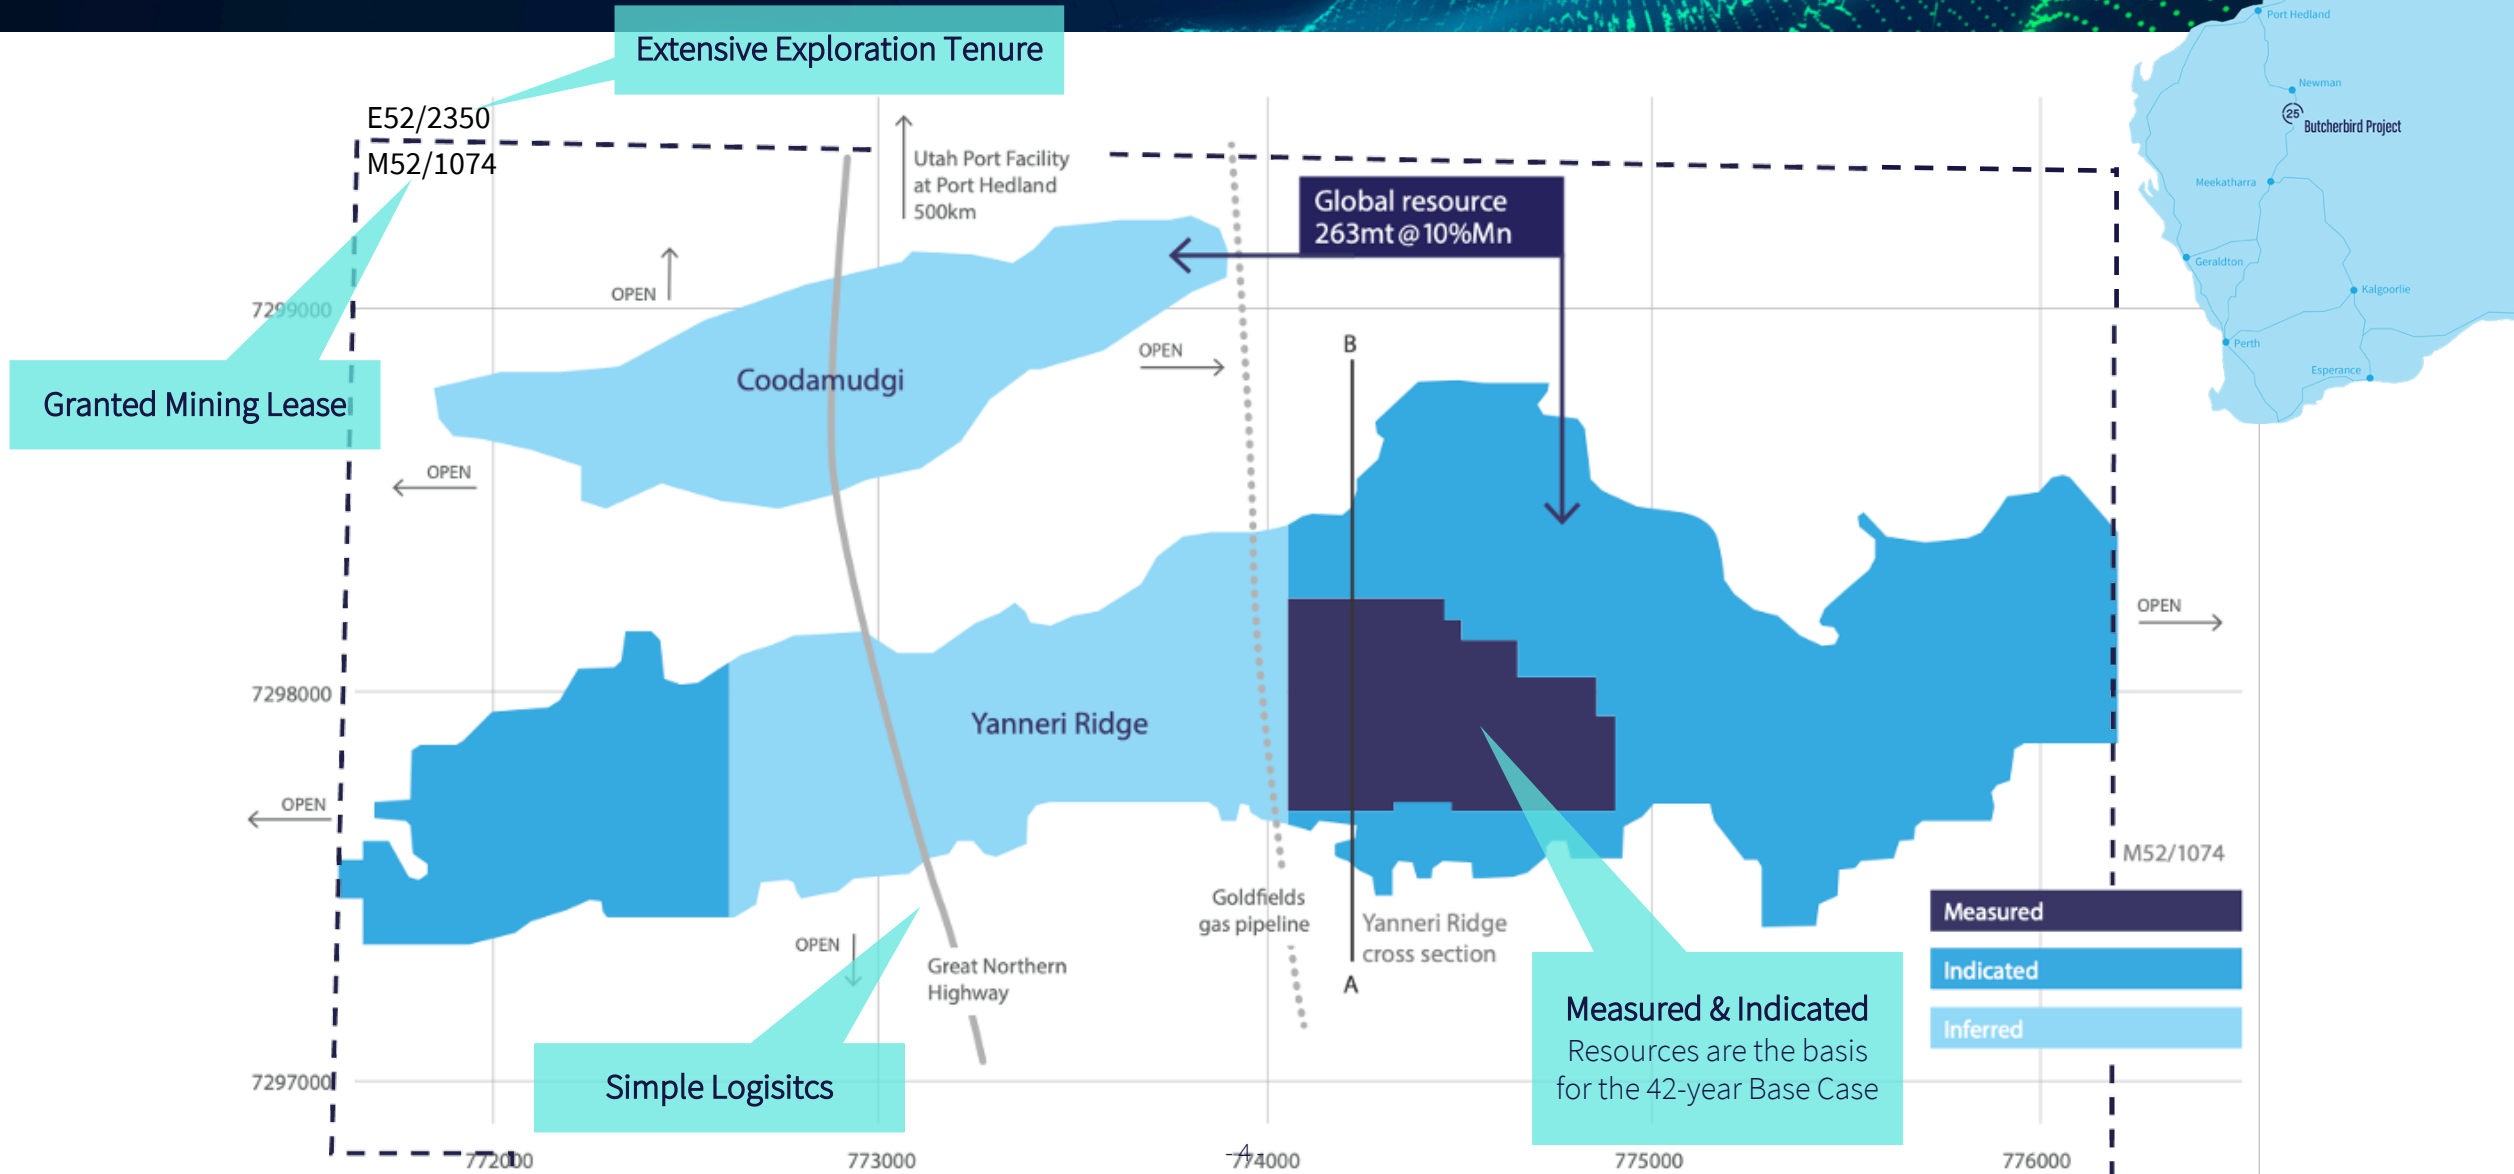 Extensive Exploration Tenure
Port Hedland
Newman
25
Butcherbird Project
Meekatharra
Geraldton
Kalgoorlie
Perth
Esperance
E52/2350
M52/1074
Utah Port Facility
at Port Hedland
500km
Global resource
263mt@10%Mn
OPEN
7299000
OPEN
B
Granted Mining Lease
Coodamudgi
OPEN
OPEN
7298000
Yanneri Ridge
OPEN
M52/1074
Goldfields
gas pipeline
Yanneri Ridge
cross section
A
OPEN
Great Northern
Highway
Measured
Indicated
Inferred
Measured & Indicated
Resources are the basis
for the 42-year Base Case
Simple Logisitcs
7297000
772000
773000
-4-
774000
775000
776000